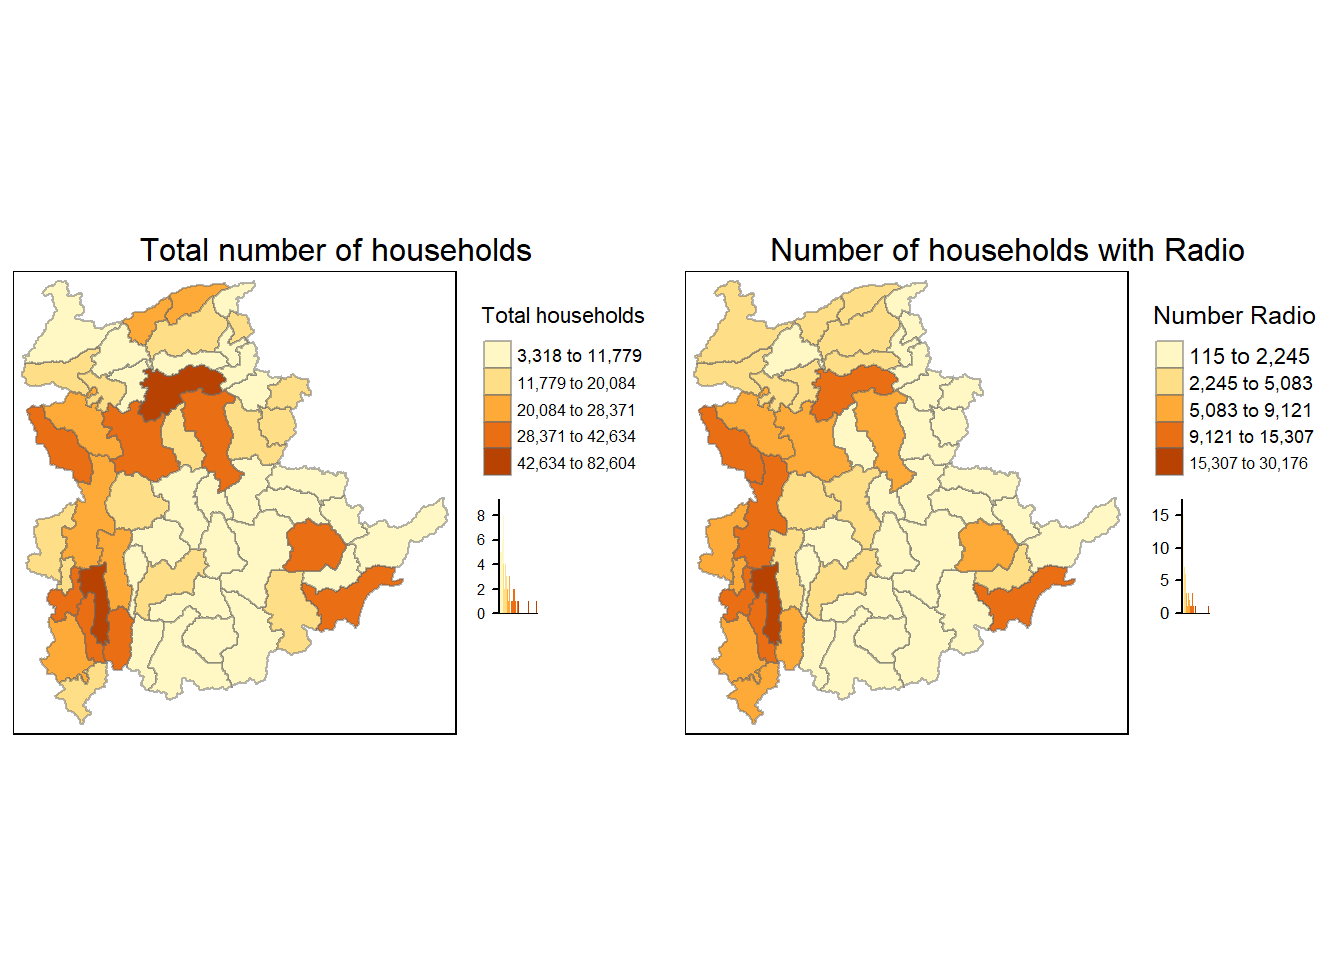 Total number of households
Total households
3,318 to 11,779
11,779 to 20,084
20,084 to 28,371
28,371 to 42,634
42,634 to 82,604
8
6
4
2
0
Number of households with Radio
Number Radio
115 to 2,245
2,245 to 5,083
5,083 to 9,121
9,121 to 15,307
15,307 to 30,176
15
10
5
0